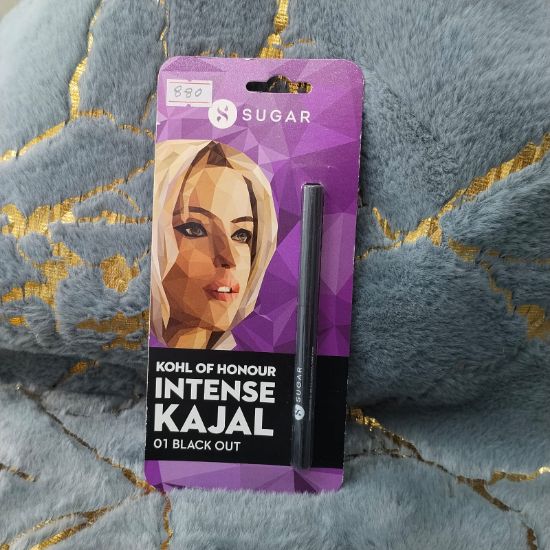 880
SUGAR
KOHL OF HONOUR
INTENSE
KAJAL
01 BLACK OUT
SUGAR